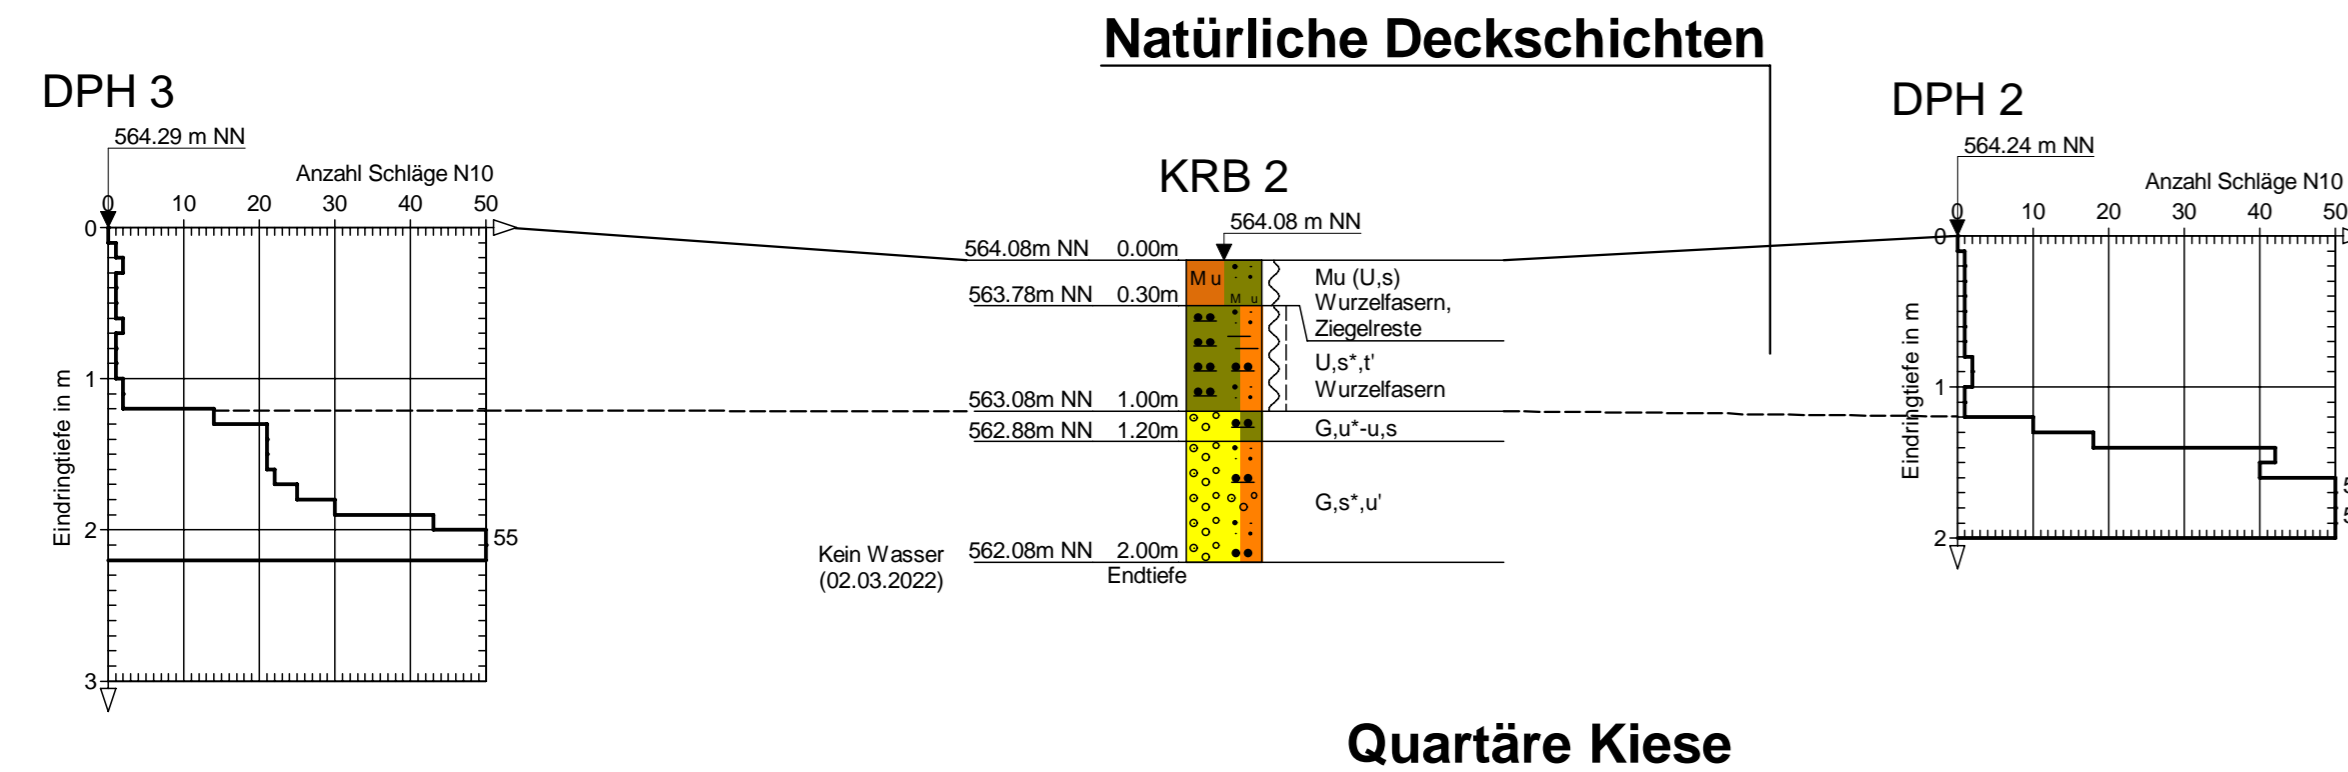 Natürliche Deckschichten
DPH 3
564.29 m NN
Anzahl Schläge N10
0 10 20 30 40 50
0
1
2
3
55
Eindringtiefe in m
KRB 2
564.08 m NN
564.08m NN 0.00m
563.78m NN 0.30m
563.08m NN 1.00m
562.88m NN 1.20m
562.08m NN 2.00m
Endtiefe
Kein Wasser
(02.03.2022)
Mu
Mu
Mu (U,s)
Wurzelfasern,
Ziegelreste
U,s*,t'
Wurzelfasern
G,u*-u,s
G,s*,u'
DPH 2
564.24 m NN
Anzahl Schläge N10
0 10 20 30 40 50
0
1
2
Eindringtiefe in m
Quartäre Kiese